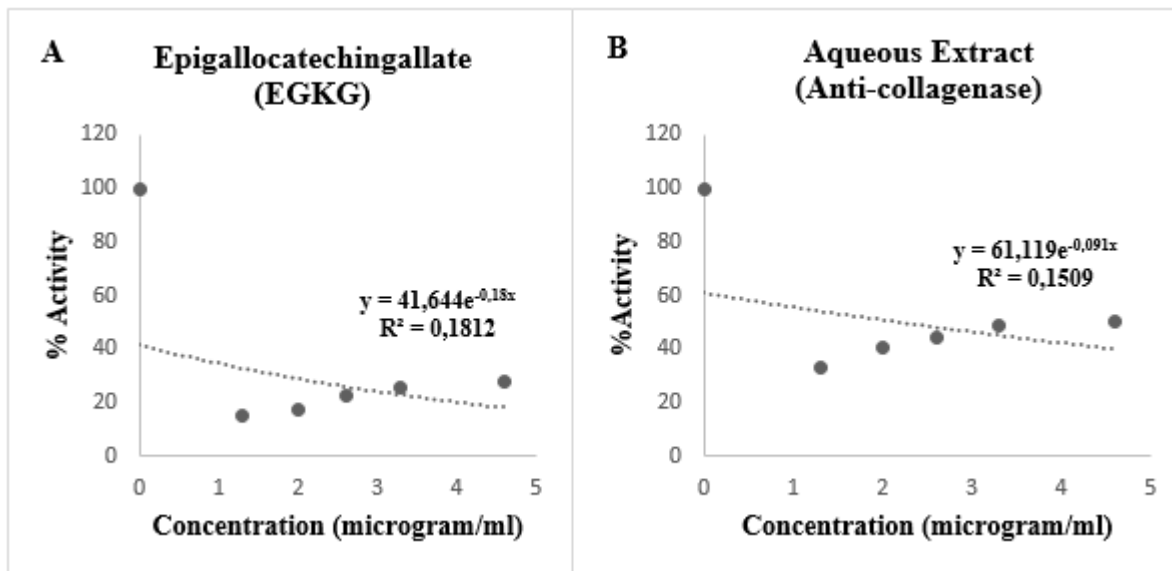 A
Epigallocatechingallate
(EGKG)
120
100
80
60
40
20
0
% Activity
y = 41,644e^-0,18x
R² = 0,1812
0 1 2 3 4 5
Concentration (microgram/ml)
B
Aqueous Extract
(Anti-collagenase)
120
100
80
60
40
20
0
%Activity
y = 61,119e^-0,091x
R² = 0,1509
0 1 2 3 4 5
Concentration (microgram/ml)